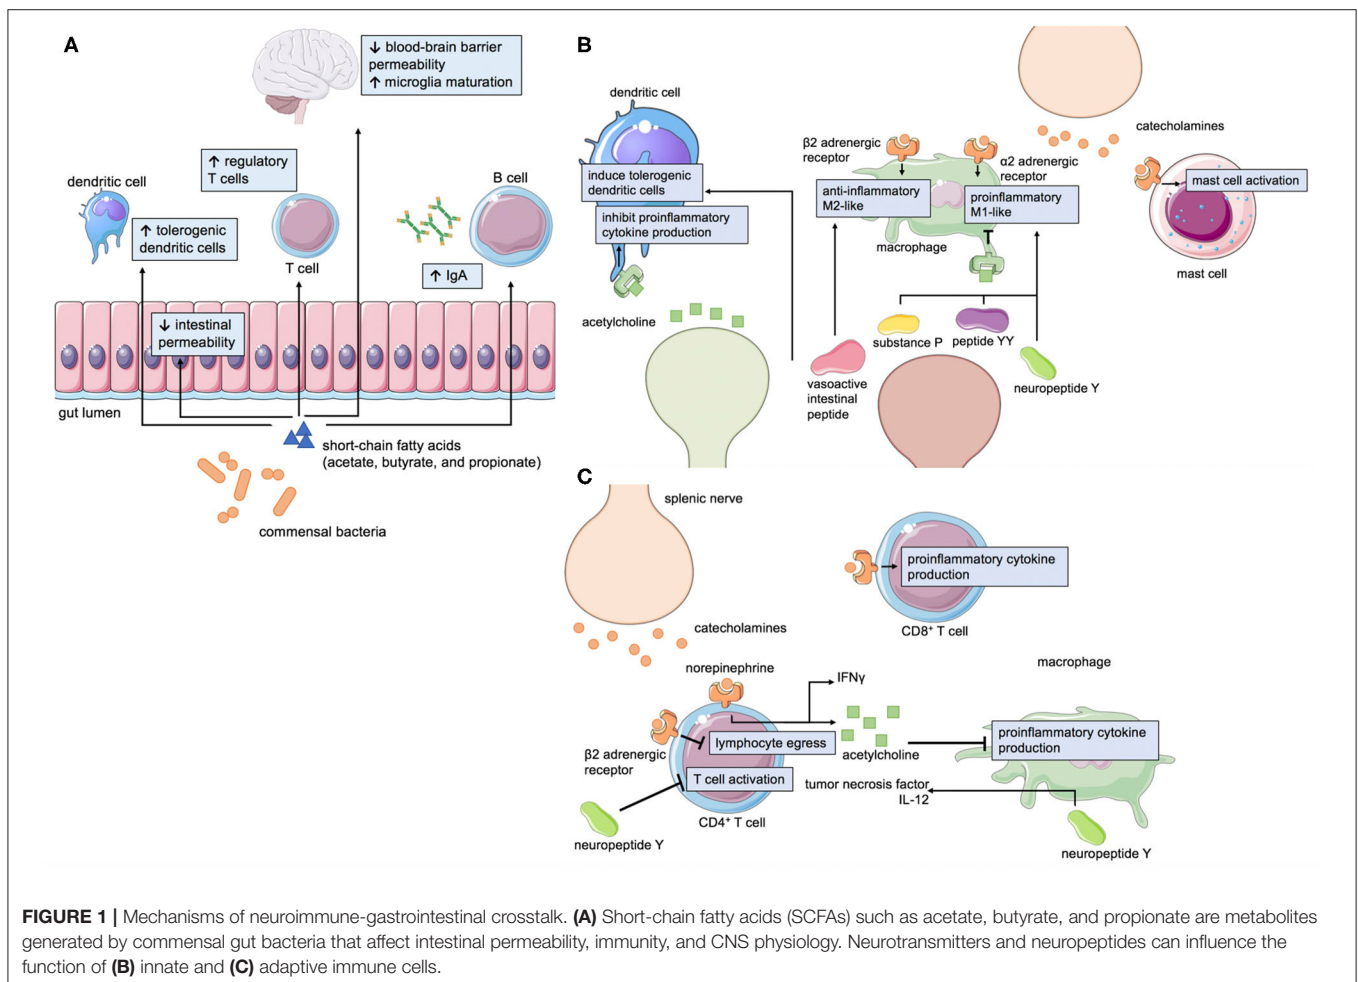 A
↓ blood-brain barrier
permeability
↑ microglia maturation
↑ regulatory
T cells
dendritic cell
↑ tolerogenic
dendritic cells
T cell
B cell
↑ IgA
↓ intestinal
permeability
gut lumen
short-chain fatty acids
(acetate, butyrate, and propionate)
commensal bacteria
B
dendritic cell
induce tolerogenic
dendritic cells
inhibit proinflammatory
cytokine production
acetylcholine
β2 adrenergic
receptor
α2 adrenergic
receptor
anti-inflammatory
M2-like
proinflammatory
M1-like
macrophage
catecholamines
mast cell activation
mast cell
substance P
peptide YY
vasoactive
intestinal
peptide
neuropeptide Y
C
splenic nerve
catecholamines
norepinephrine
β2 adrenergic
receptor
lymphocyte egress
T cell activation
CD4⁺ T cell
neuropeptide Y
IFNγ
acetylcholine
tumor necrosis factor
IL-12
proinflammatory cytokine
production
CD8⁺ T cell
macrophage
proinflammatory cytokine
production
neuropeptide Y
FIGURE 1 | Mechanisms of neuroimmune-gastrointestinal crosstalk. (A) Short-chain fatty acids (SCFAs) such as acetate, butyrate, and propionate are metabolites
generated by commensal gut bacteria that affect intestinal permeability, immunity, and CNS physiology. Neurotransmitters and neuropeptides can influence the
function of (B) innate and (C) adaptive immune cells.